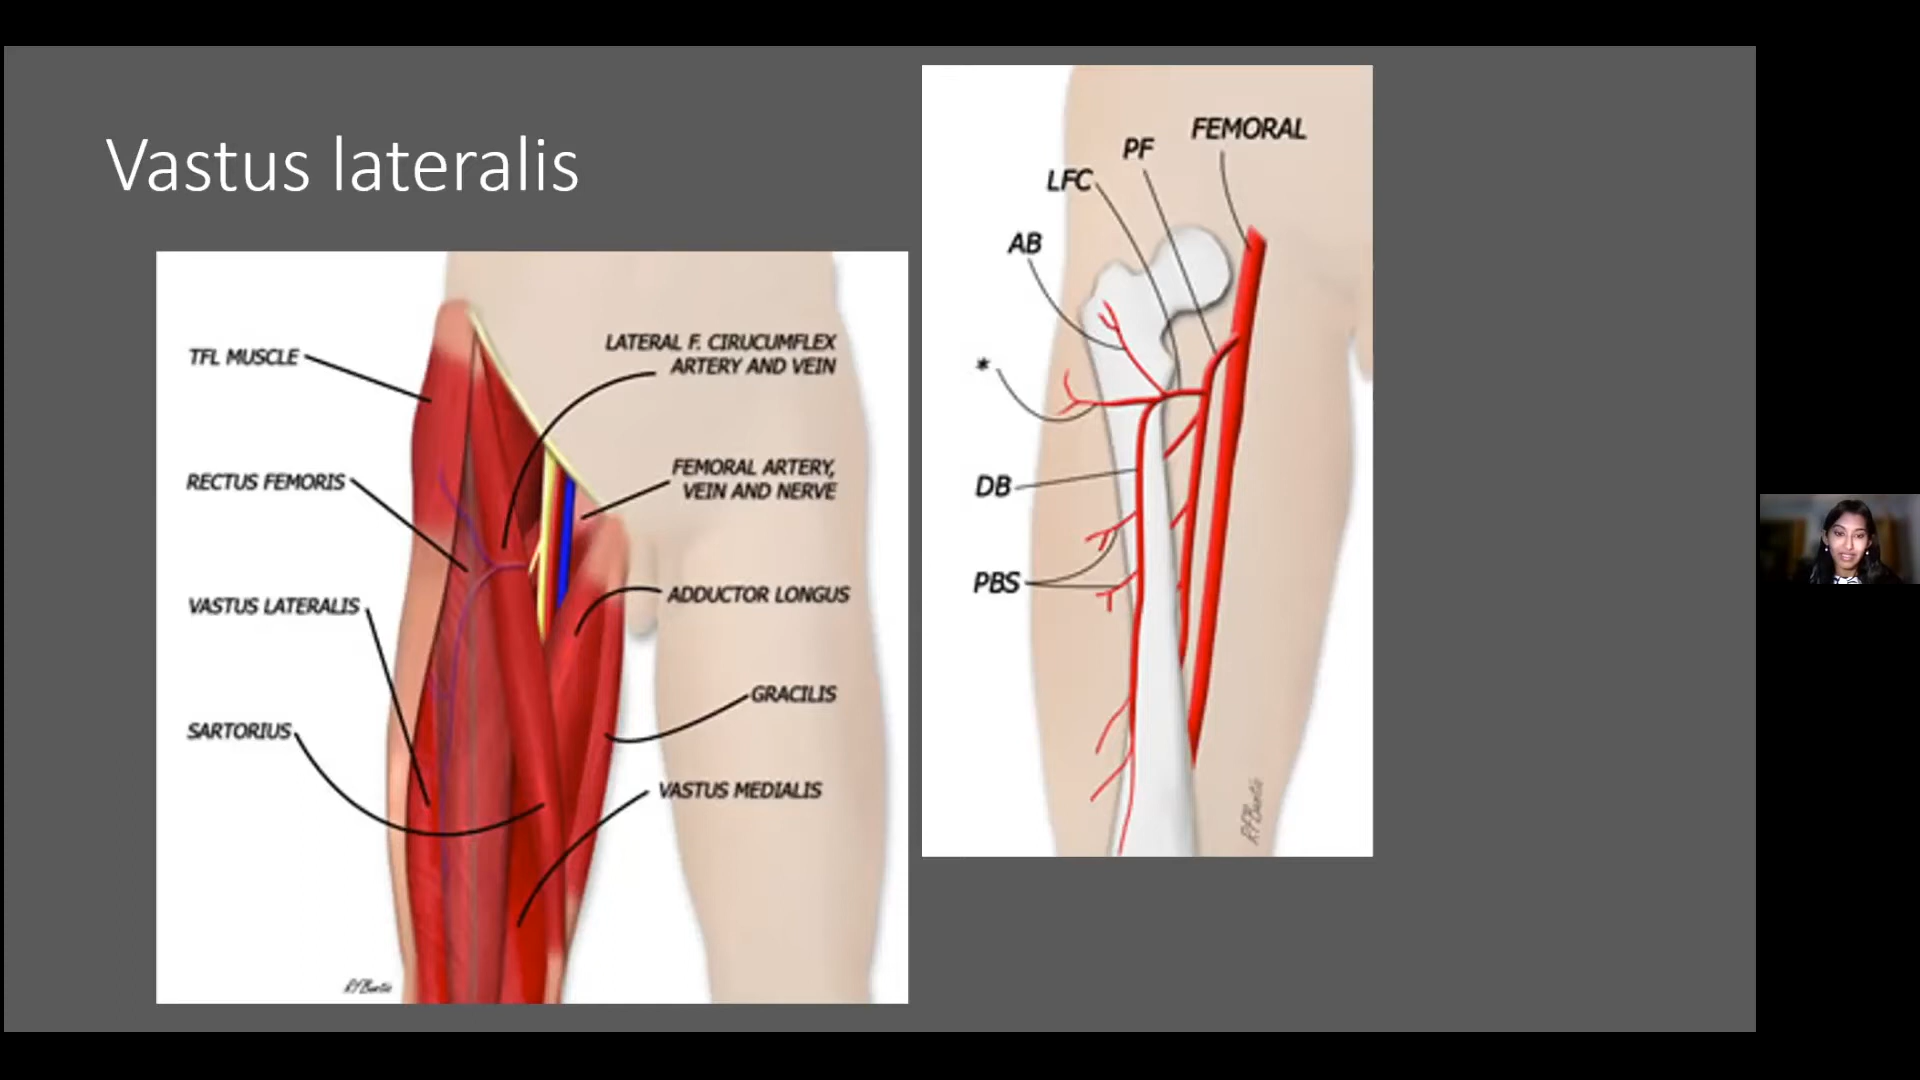 Vastus lateralis
TFL MUSCLE
RECTUS FEMORIS
VASTUS LATERALIS
SARTORIUS
LATERAL F. CIRUCUMFLEX
ARTERY AND VEIN
FEMORAL ARTERY,
VEIN AND NERVE
ADDUCTOR LONGUS
GRACILIS
VASTUS MEDIALIS
FEMORAL
PF
LFC
AB
*
DB
PBS